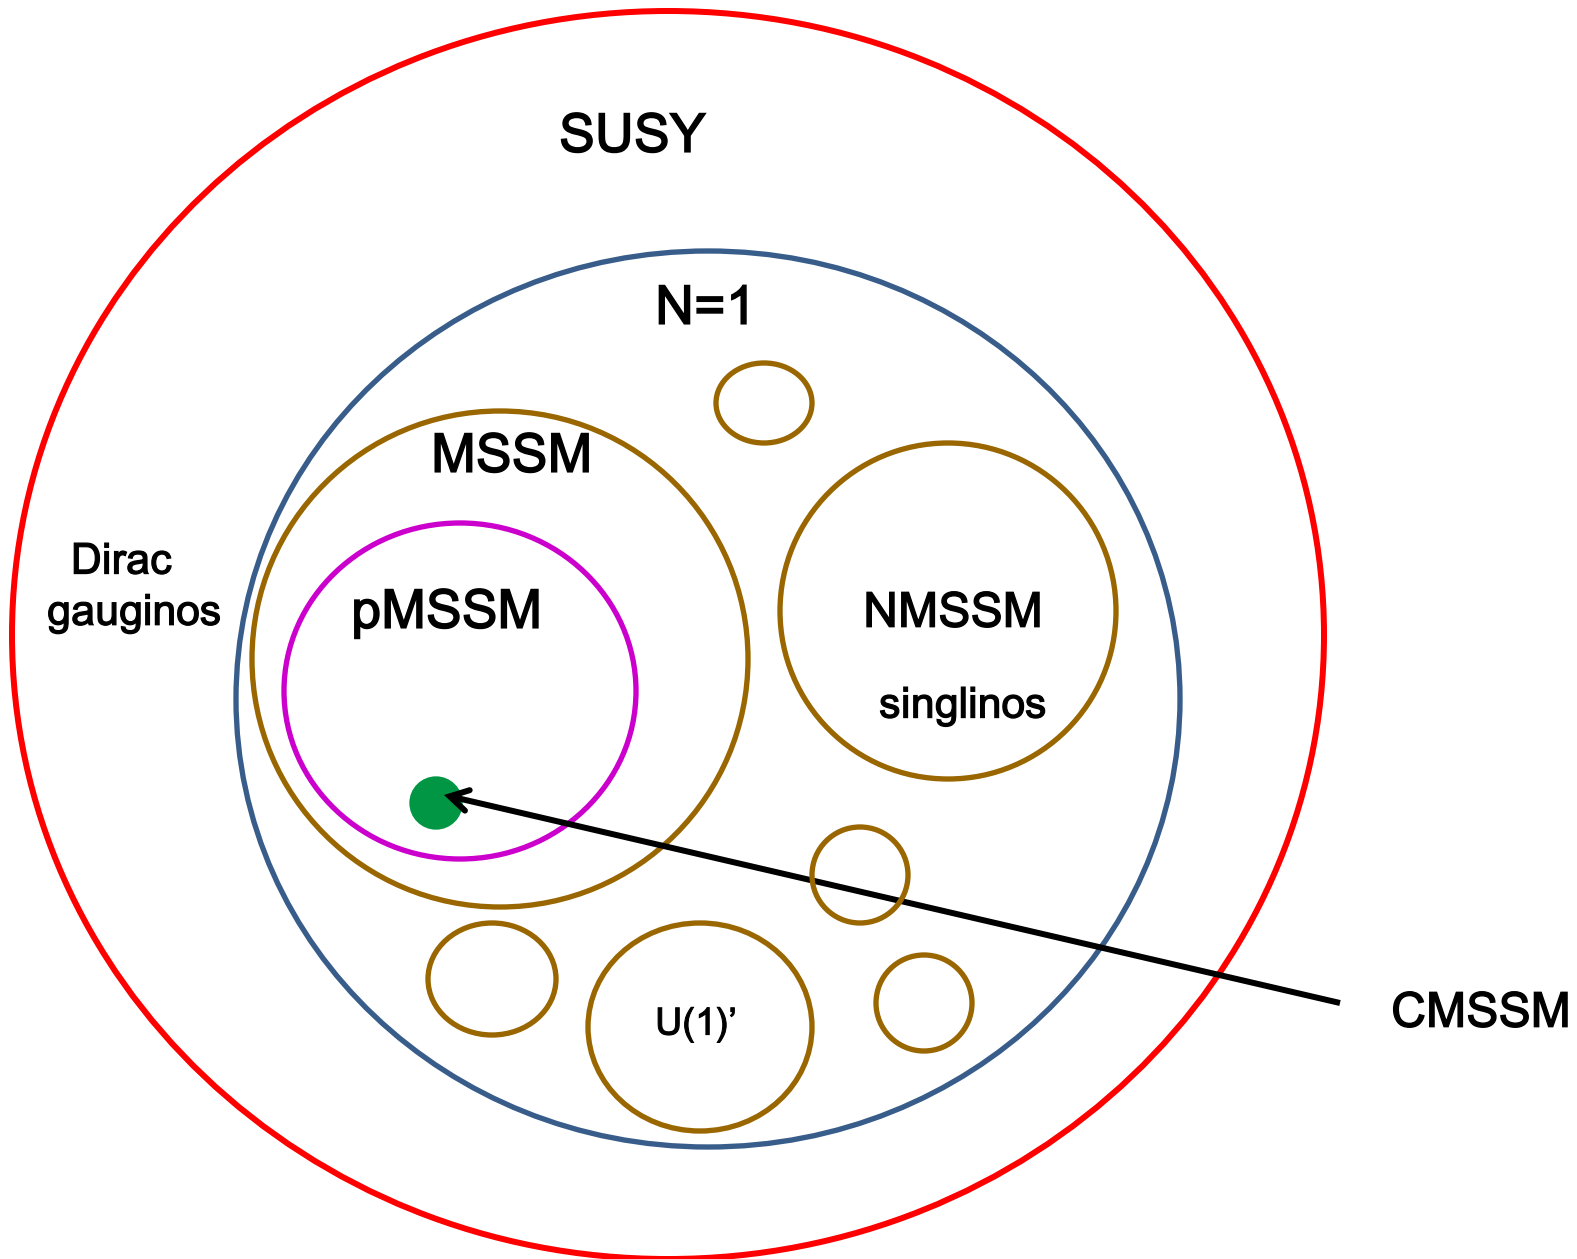 SUSY
N=1
MSSM
Dirac
gauginos
pMSSM
NMSSM
singlinos
U(1)’
CMSSM